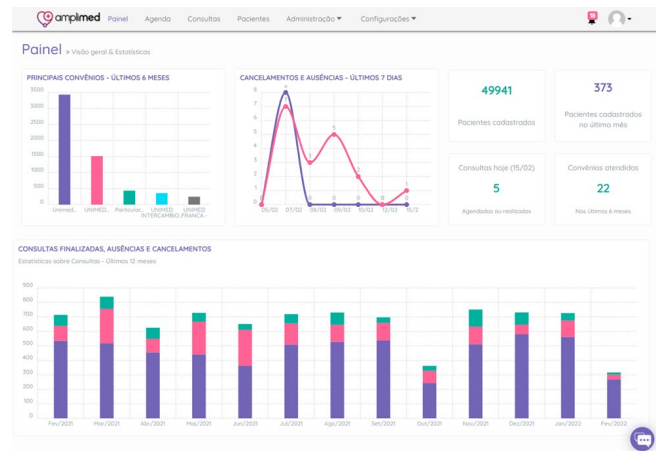 amplimed Painel Agenda Consultas Pacientes Administração Configurações
Painel » Visão geral & Estatísticas
PRINCIPAIS CONVÊNIOS - ÚLTIMOS 6 MESES
3500
3000
2500
2000
1500
1000
500
0
Unimed... UNIMED... Particular... UNIMED INTERCAMBIO... UNIMED FRANCA -
CANCELAMENTOS E AUSÊNCIAS - ÚLTIMOS 7 DIAS
8
7
6
5
4
3
2
1
0
05/02 07/02 08/02 09/02 10/02 12/02 15/2
49941
Pacientes cadastrados
373
Pacientes cadastrados
no último mês
Consultas hoje (15/02)
5
Agendadas ou realizadas
Convênios atendidos
22
Nos últimos 6 meses
CONSULTAS FINALIZADAS, AUSÊNCIAS E CANCELAMENTOS
Estatísticas sobre Consultas - Últimos 12 meses
900
800
700
600
500
400
300
200
100
0
Fev/2021 Mar/2021 Abr/2021 Mai/2021 Jun/2021 Jul/2021 Ago/2021 Set/2021 Out/2021 Nov/2021 Dez/2021 Jan/2022 Fev/2022